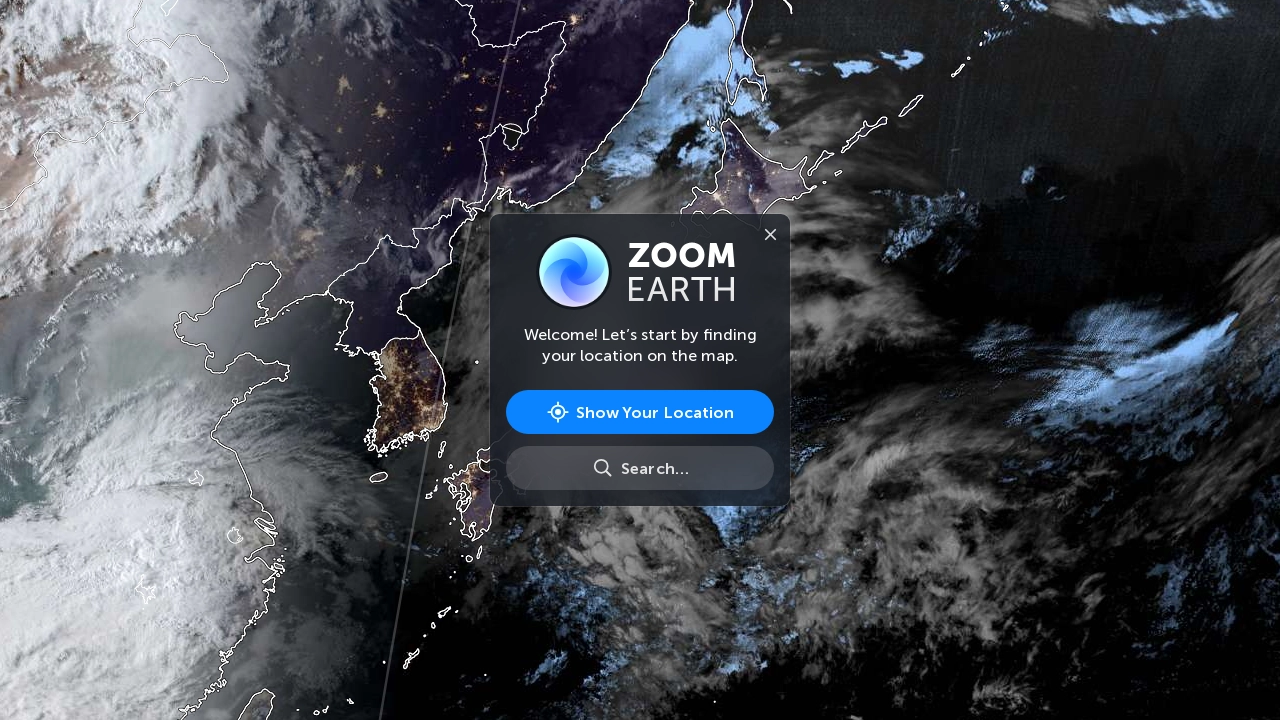 ZOOM
EARTH
Welcome! Let’s start by finding
your location on the map.
Show Your Location
Search…